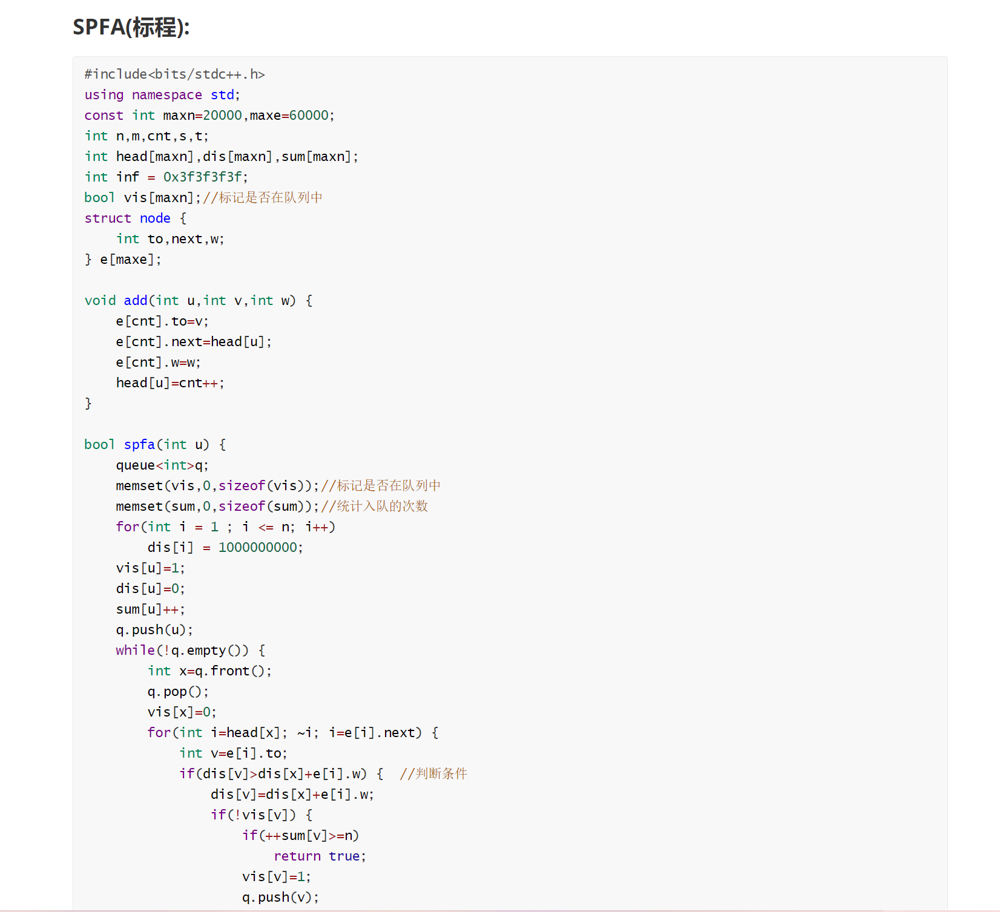 SPFA(标程):
#include<bits/stdc++.h>
using namespace std;
const int maxn=20000,maxe=60000;
int n,m,cnt,s,t;
int head[maxn],dis[maxn],sum[maxn];
int inf = 0x3f3f3f3f;
bool vis[maxn];//标记是否在队列中
struct node {
    int to,next,w;
} e[maxe];

void add(int u,int v,int w) {
    e[cnt].to=v;
    e[cnt].next=head[u];
    e[cnt].w=w;
    head[u]=cnt++;
}

bool spfa(int u) {
    queue<int>q;
    memset(vis,0,sizeof(vis));//标记是否在队列中
    memset(sum,0,sizeof(sum));//统计入队的次数
    for(int i = 1 ; i <= n; i++)
        dis[i] = 1000000000;
    vis[u]=1;
    dis[u]=0;
    sum[u]++;
    q.push(u);
    while(!q.empty()) {
        int x=q.front();
        q.pop();
        vis[x]=0;
        for(int i=head[x]; ~i; i=e[i].next) {
            int v=e[i].to;
            if(dis[v]>dis[x]+e[i].w) {  //判断条件
                dis[v]=dis[x]+e[i].w;
                if(!vis[v]) {
                    if(++sum[v]>=n)
                        return true;
                    vis[v]=1;
                    q.push(v);